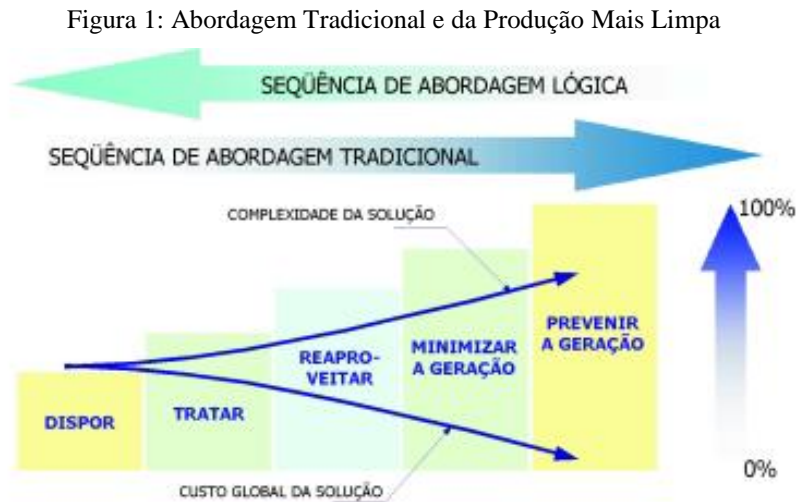 Figura 1: Abordagem Tradicional e da Produção Mais Limpa
SEQÜÊNCIA DE ABORDAGEM LÓGICA
SEQÜÊNCIA DE ABORDAGEM TRADICIONAL
COMPLEXIDADE DA SOLUÇÃO
100%
DISPOR
TRATAR
REAPRO-
VEITAR
MINIMIZAR
A GERAÇÃO
PREVENIR
A GERAÇÃO
0%
CUSTO GLOBAL DA SOLUÇÃO